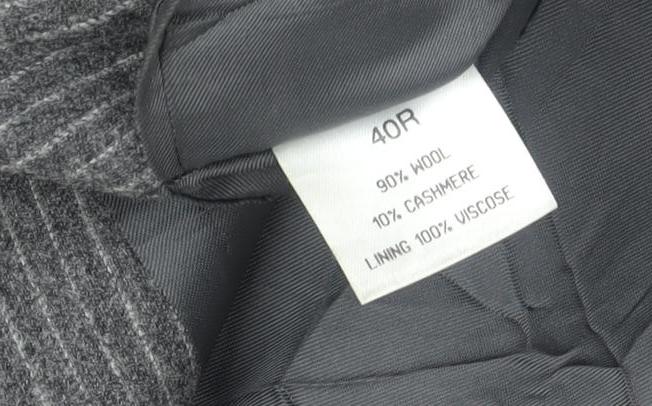 40R
90% WOOL
10% CASHMERE
LINING 100% VISCOSE